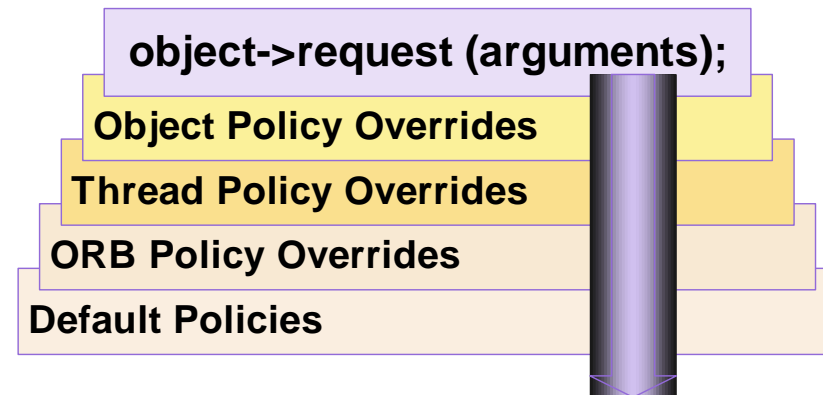 object->request (arguments);
Object Policy Overrides
Thread Policy Overrides
ORB Policy Overrides
Default Policies